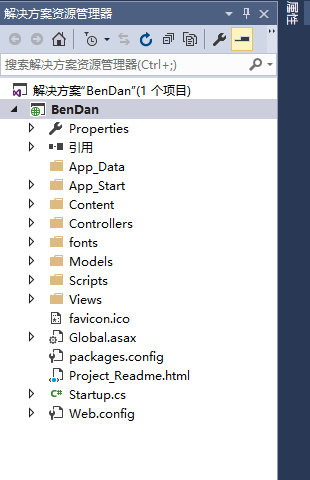 解决方案资源管理器
属性
搜索解决方案资源管理器(Ctrl+;)
解决方案"BenDan"(1 个项目)
BenDan
Properties
引用
App_Data
App_Start
Content
Controllers
fonts
Models
Scripts
Views
favicon.ico
Global.asax
packages.config
Project_Readme.html
C# Startup.cs
Web.config